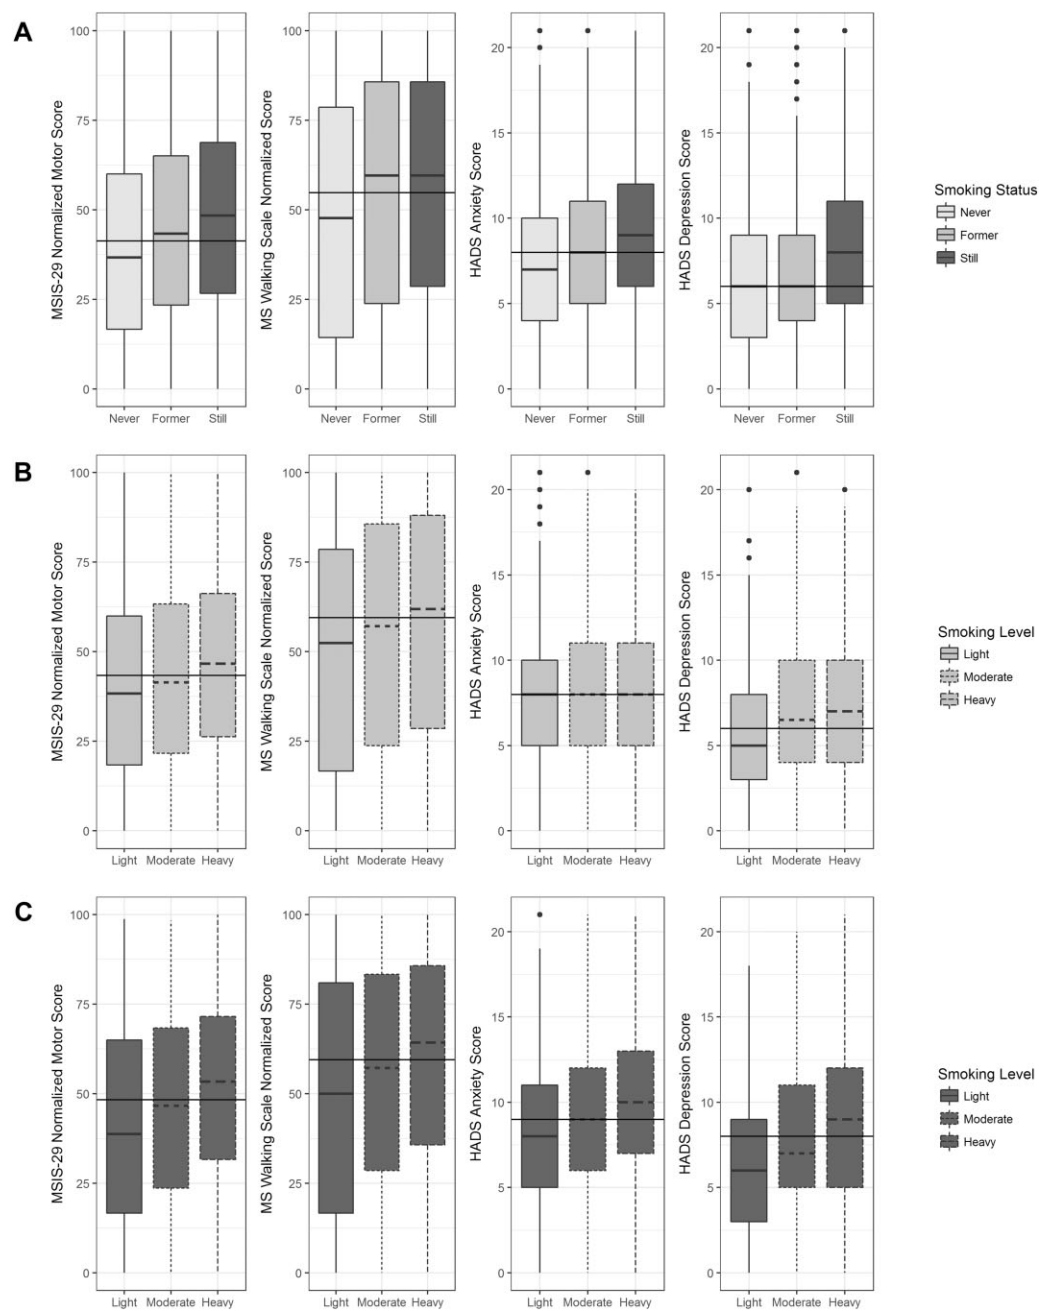 A
MSIS-29 Normalized Motor Score
100
75
50
25
0
Never Former Still
MS Walking Scale Normalized Score
100
75
50
25
0
Never Former Still
HADS Anxiety Score
20
15
10
5
0
Never Former Still
HADS Depression Score
20
15
10
5
0
Never Former Still
Smoking Status
Never
Former
Still
B
MSIS-29 Normalized Motor Score
100
75
50
25
0
Light Moderate Heavy
MS Walking Scale Normalized Score
100
75
50
25
0
Light Moderate Heavy
HADS Anxiety Score
20
15
10
5
0
Light Moderate Heavy
HADS Depression Score
20
15
10
5
0
Light Moderate Heavy
Smoking Level
Light
Moderate
Heavy
C
MSIS-29 Normalized Motor Score
100
75
50
25
0
Light Moderate Heavy
MS Walking Scale Normalized Score
100
75
50
25
0
Light Moderate Heavy
HADS Anxiety Score
20
15
10
5
0
Light Moderate Heavy
HADS Depression Score
20
15
10
5
0
Light Moderate Heavy
Smoking Level
Light
Moderate
Heavy